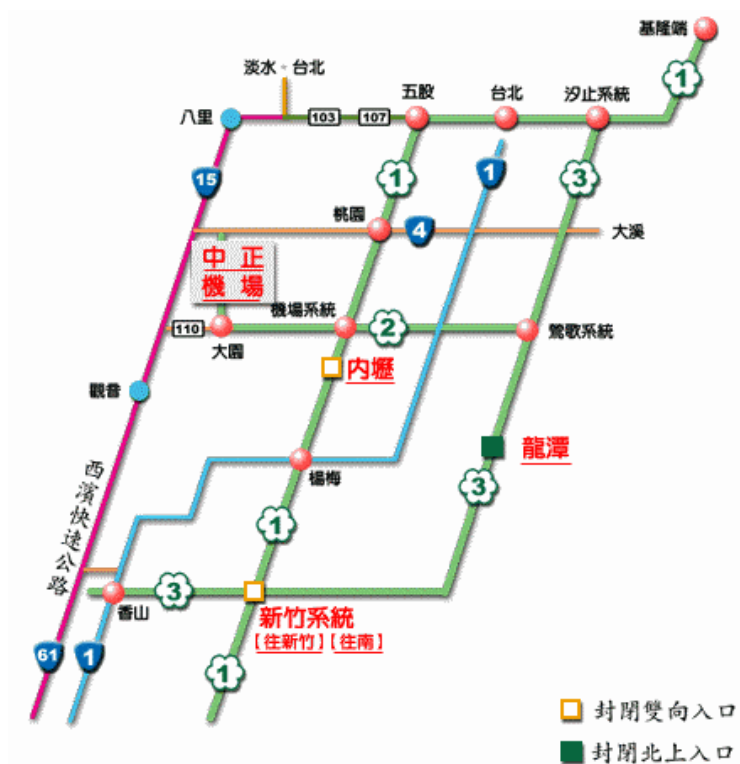 基隆端
1
淡水・台北
五股
台北
汐止系統
八里
103
107
15
1
1
3
桃園
4
大溪
中 正
機 場
機場系統
110
2
大園
鶯歌系統
內壢
觀音
龍潭
楊梅
3
西濱快速公路
1
3
香山
新竹系統
【往新竹】【往南】
61
1
1
封閉雙向入口
封閉北上入口